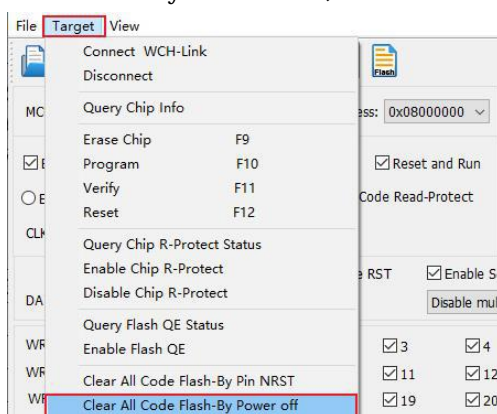 File Target View
Connect WCH-Link
Disconnect
Flash
MC
Query Chip Info
ess: 0x08000000
Erase Chip F9
Program F10
Reset and Run
Verify F11
Code Read-Protect
Reset F12
CLK
Query Chip R-Protect Status
Enable Chip R-Protect
RST
Enable S
Disable Chip R-Protect
DA
Disable mul
Query Flash QE Status
Enable Flash QE
WR
3
4
Clear All Code Flash-By Pin NRST
WR
11
12
Clear All Code Flash-By Power off
19
20